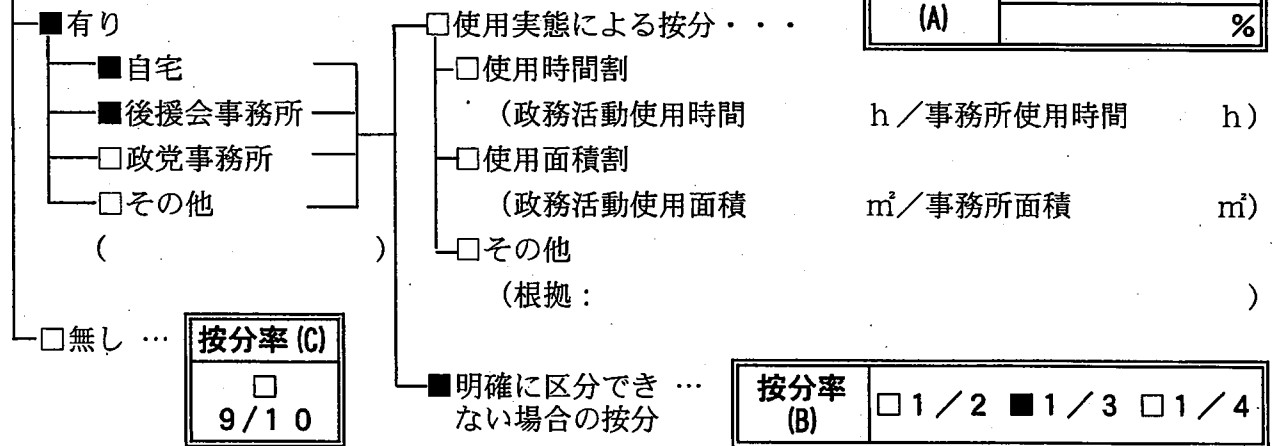 ■有り
□使用実態による按分・・・
(A)
%
■自宅
□使用時間割
■後援会事務所
(政務活動使用時間 h/事務所使用時間 h)
□政党事務所
□使用面積割
□その他
(政務活動使用面積 ㎡/事務所面積 ㎡)
( )
□その他
(根拠: )
□無し …
按分率(C)
□
9/10
■明確に区分でき …
ない場合の按分
按分率
(B)
□1/2 ■1/3 □1/4